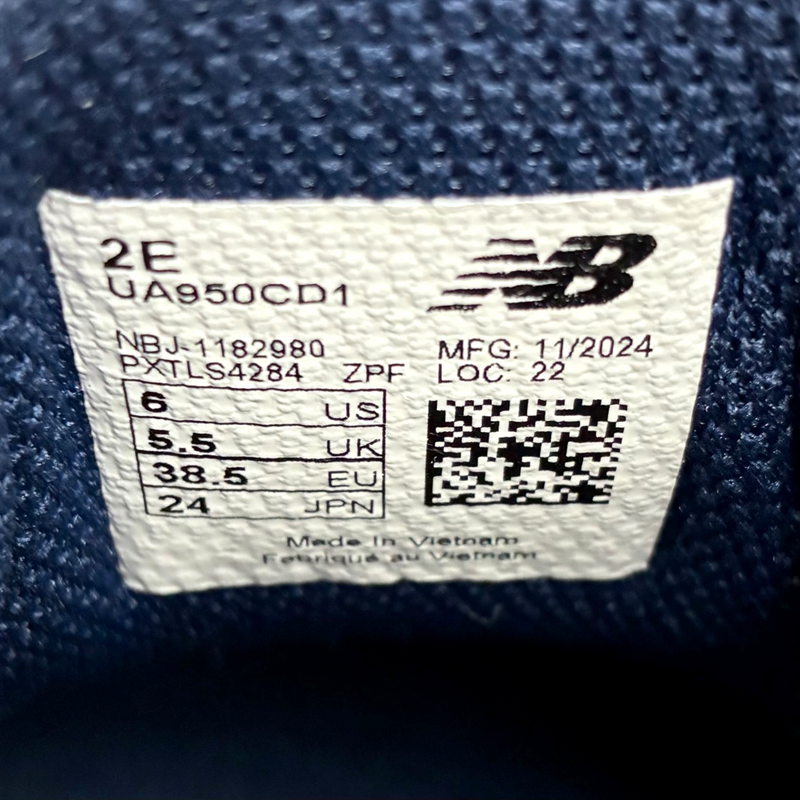 2E
UA950CD1
NB
NBJ-1182980
PXTLS4284 ZPF
MFG: 11/2024
LOC: 22
6 US
5.5 UK
38.5 EU
24 JPN
Made in Vietnam
Fabriqué au Vietnam